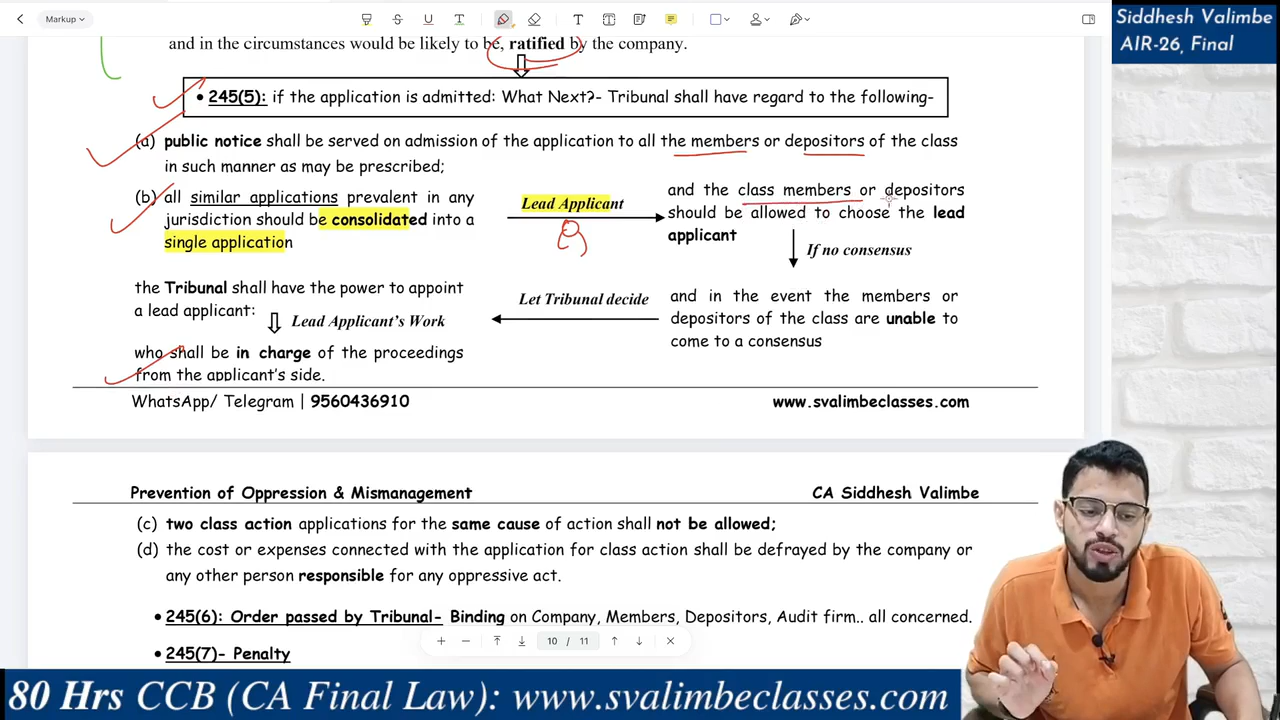 Markup
Siddhesh Valimbe
AIR-26, Final
and in the circumstances would be likely to be, ratified by the company.
• 245(5): if the application is admitted: What Next?- Tribunal shall have regard to the following-
(a) public notice shall be served on admission of the application to all the members or depositors of the class
in such manner as may be prescribed;
(b) all similar applications prevalent in any
jurisdiction should be consolidated into a
single application
Lead Applicant
and the class members or depositors
should be allowed to choose the lead
applicant
If no consensus
the Tribunal shall have the power to appoint
a lead applicant:
Let Tribunal decide
and in the event the members or
depositors of the class are unable to
come to a consensus
Lead Applicant's Work
who shall be in charge of the proceedings
from the applicant's side.
WhatsApp/ Telegram | 9560436910
www.svalimbeclasses.com
Prevention of Oppression & Mismanagement
CA Siddhesh Valimbe
(c) two class action applications for the same cause of action shall not be allowed;
(d) the cost or expenses connected with the application for class action shall be defrayed by the company or
any other person responsible for any oppressive act.
• 245(6): Order passed by Tribunal- Binding on Company, Members, Depositors, Audit firm.. all concerned.
10 / 11
• 245(7)- Penalty
80 Hrs CCB (CA Final Law): www.svalimbeclasses.com